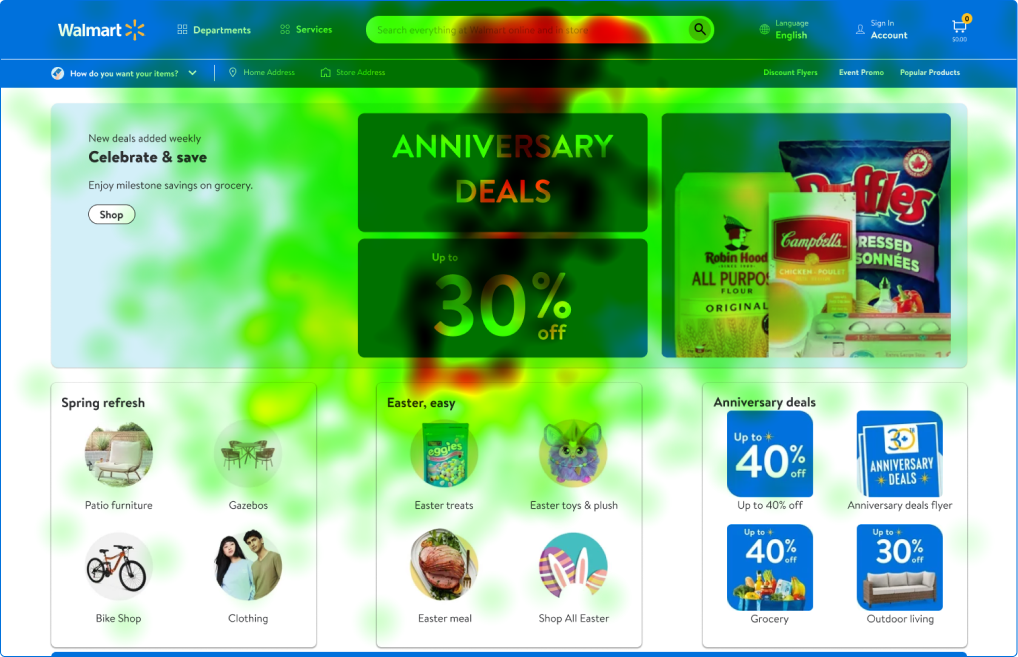 Walmart
Departments
Services
Search everything at Walmart online and in store
Language
English
Sign In
Account
0
$0.00
How do you want your items?
Home Address
Store Address
Discount Flyers
Event Promo
Popular Products
New deals added weekly
Celebrate & save
Enjoy milestone savings on grocery.
Shop
ANNIVERSARY
DEALS
Up to
30%
off
Ruffles
DRESSED
SONNÉES
Robin Hood
ALL PURPOS
FLOUR
ORIGINAL
Campbell's
CHICKEN • POULET
Spring refresh
Patio furniture
Gazebos
Bike Shop
Clothing
Easter, easy
eggies
Easter treats
Easter toys & plush
Easter meal
Shop All Easter
Anniversary deals
Up to
40%
off
Up to 40% off
30
ANNIVERSARY
DEALS
Anniversary deals flyer
Up to
40%
off
Grocery
Up to
30%
off
Outdoor living